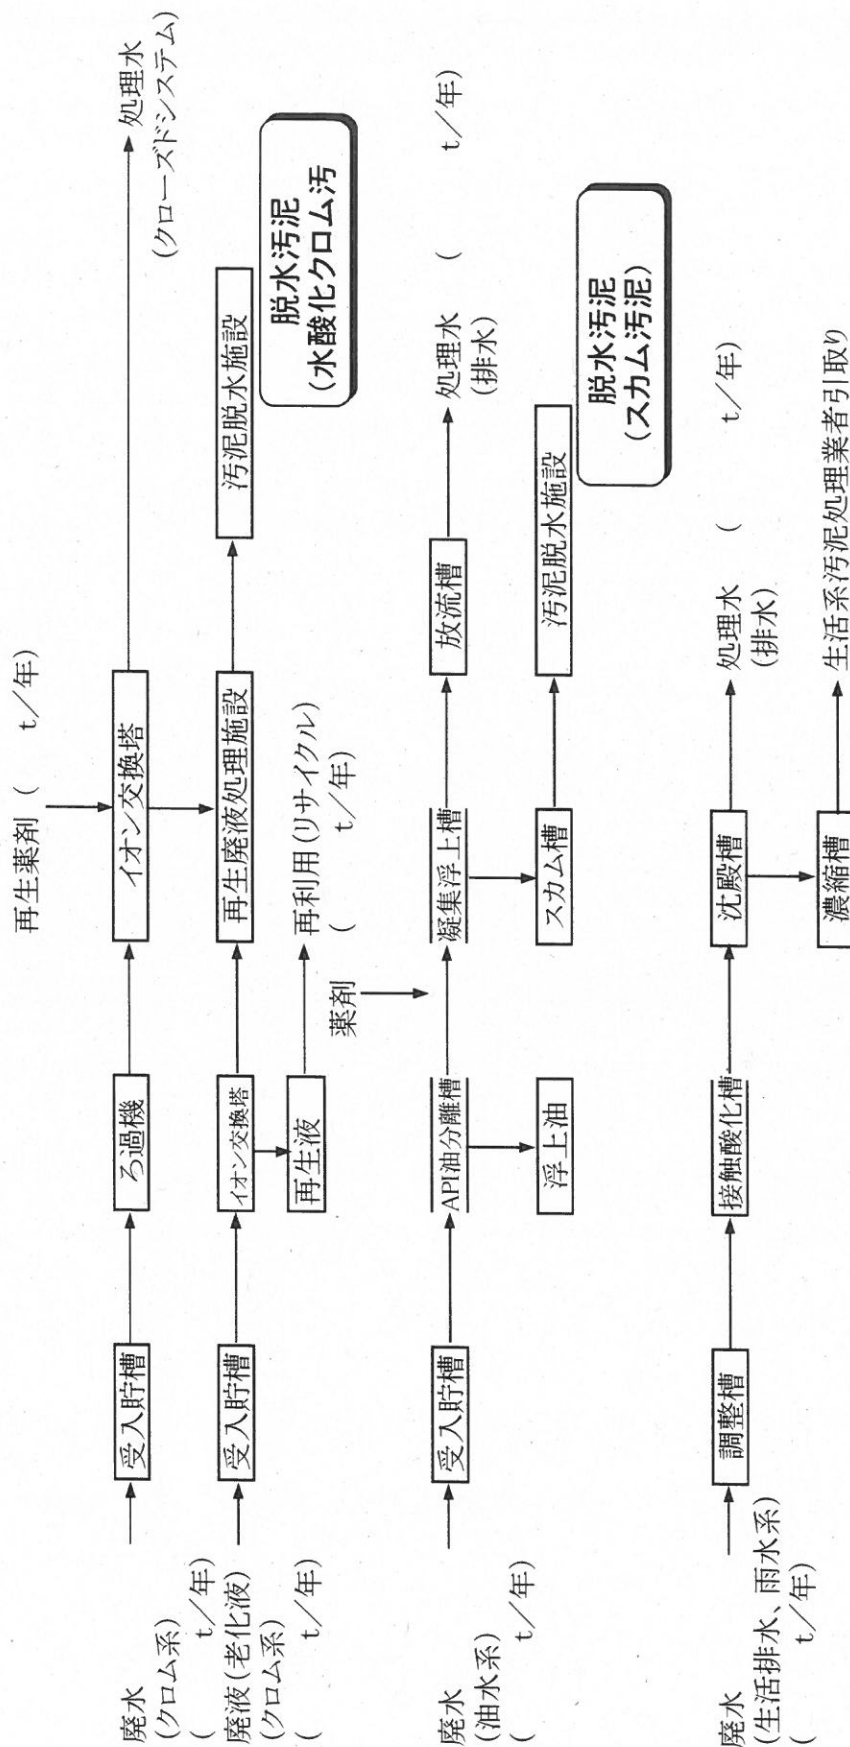 再生薬剤 (　　t／年)
廃水
(クロム系)
(　　t／年)
受入貯槽
ろ過機
イオン交換塔
処理水
(クローズドシステム)
廃液(老化液)
(クロム系)
(　　t／年)
受入貯槽
イオン交換塔
再生廃液処理施設
汚泥脱水施設
脱水汚泥
(水酸化クロム汚
再生液
再利用(リサイクル)
(　　t／年)
薬剤
廃水
(油水系)
(　　t／年)
受入貯槽
API油分離槽
凝集浮上槽
放流槽
処理水
(排水)
(　　t／年)
浮上油
スカム槽
汚泥脱水施設
脱水汚泥
(スカム汚泥)
廃水
(生活排水、雨水系)
(　　t／年)
調整槽
接触酸化槽
沈殿槽
処理水
(排水)
(　　t／年)
濃縮槽
生活系汚泥処理業者引取り